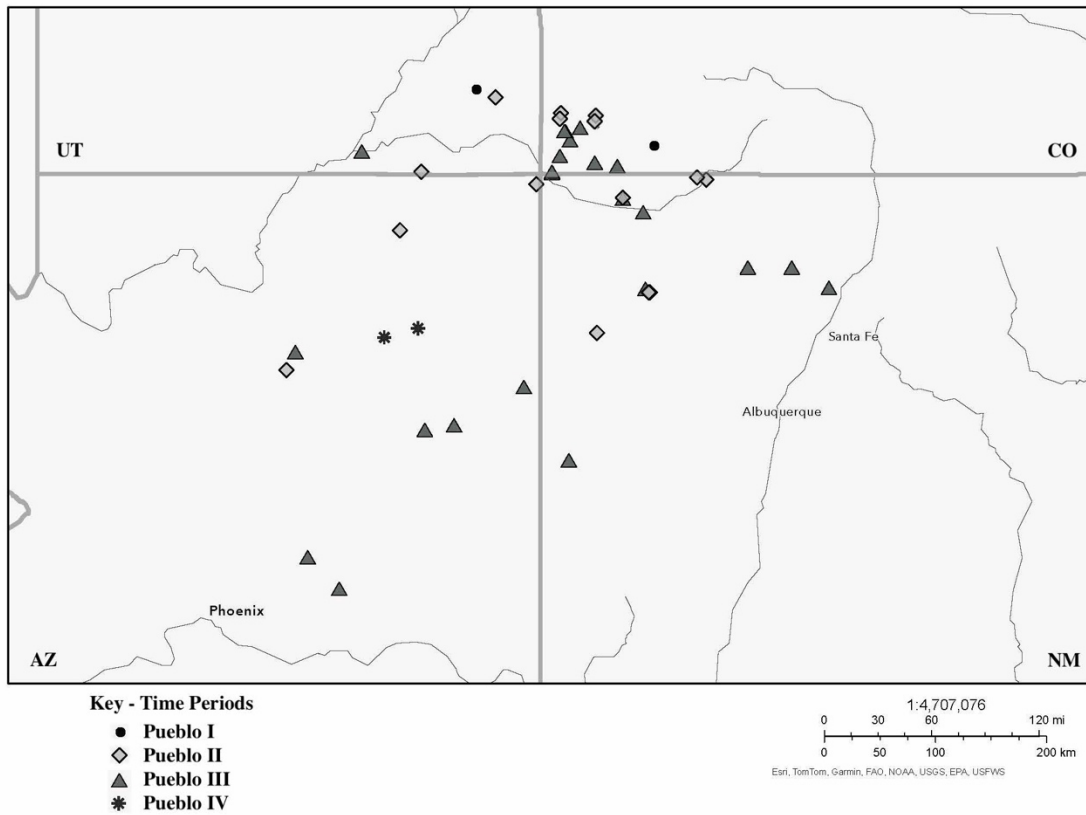 UT
CO
Santa Fe
Albuquerque
Phoenix
AZ
NM
Key - Time Periods
Pueblo I
Pueblo II
Pueblo III
Pueblo IV
1:4,707,076
0 30 60 120 mi
0 50 100 200 km
Esri, TomTom, Garmin, FAO, NOAA, USGS, EPA, USFWS